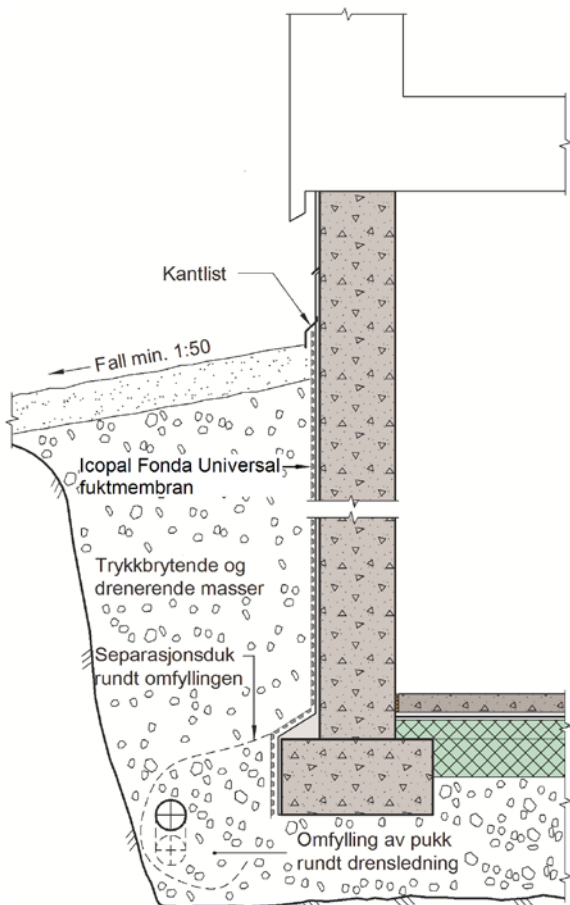 Kantlist
Fall min. 1:50
Icopal Fonda Universal
fuktmembran
Trykkbrytende og
drenerende masser
Separasjonsduk
rundt omfyllingen
Omfylling av pukk
rundt drensledning